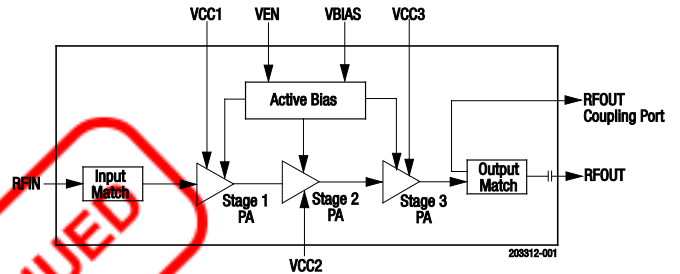 VCC1 VEN VBIAS VCC3
Active Bias
RFOUT
Coupling Port
RFIN
Input
Match
Stage 1
PA
Stage 2
PA
Stage 3
PA
Output
Match
RFOUT
203312-001
VCC2
NUED